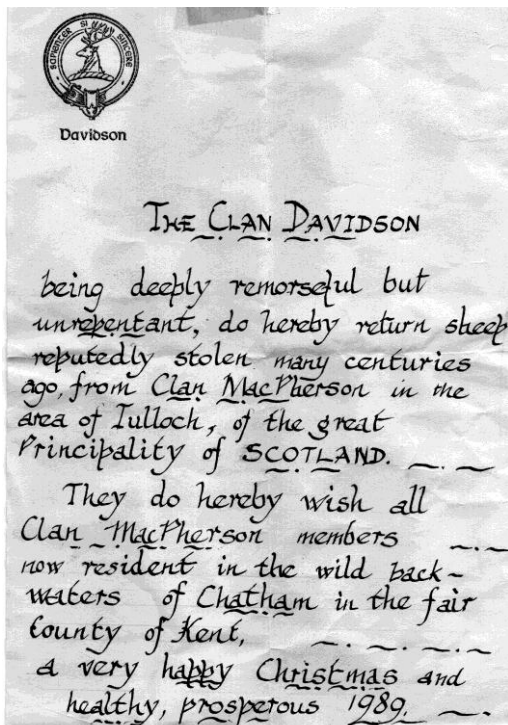 SAPIENTER SI SINCERE
Davidson
THE CLAN DAVIDSON
being deeply remorseful but
unrepentant, do hereby return sheep
reputedly stolen many centuries
ago, from Clan MacPherson in the
area of Tulloch, of the great
Principality of SCOTLAND.
They do hereby wish all
Clan MacPherson members
now resident in the wild back-
waters of Chatham in the fair
County of Kent,
a very happy Christmas and
healthy, prosperous 1989.